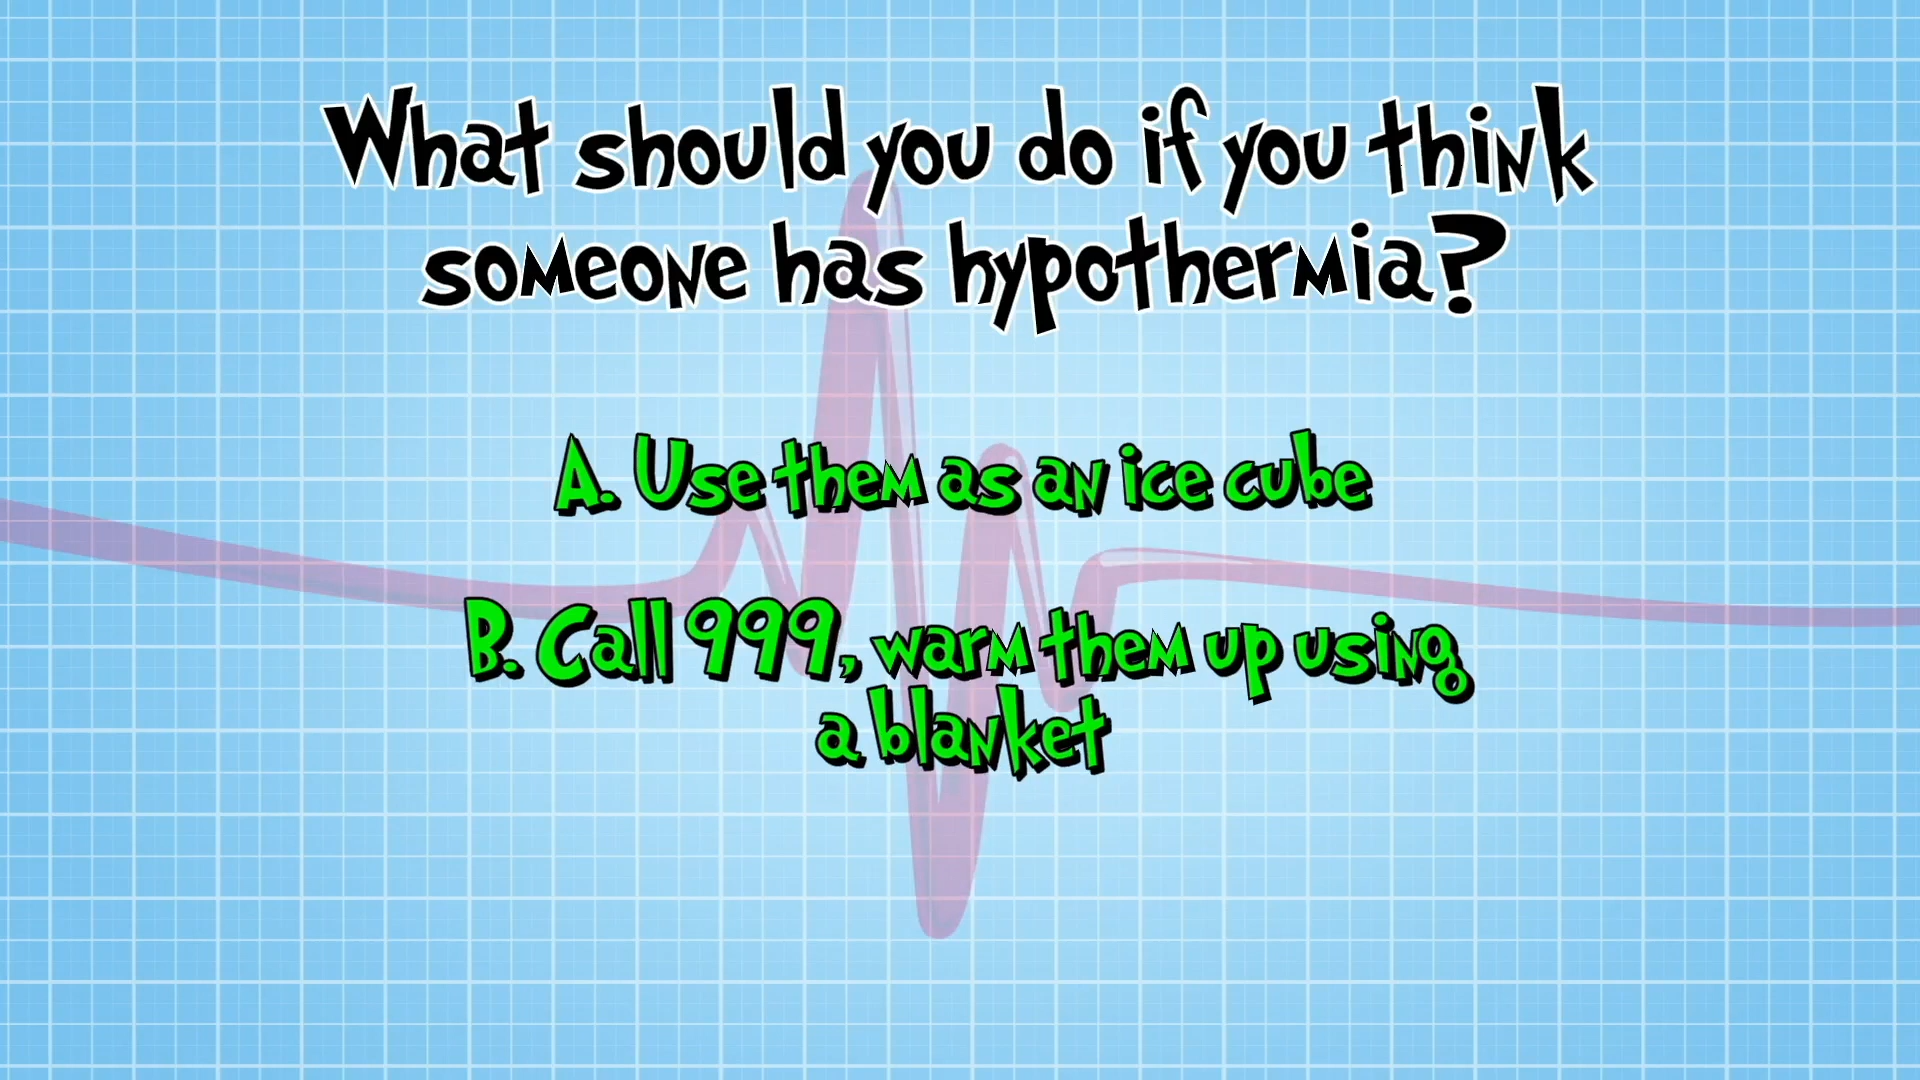 What should you do if you think
someone has hypothermia?
A. Use them as an ice cube
B. Call 999, warm them up using
a blanket